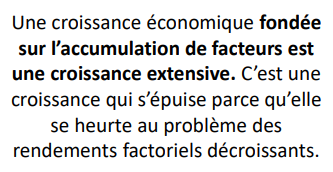 Une croissance économique fondée
sur l’accumulation de facteurs est
une croissance extensive. C’est une
croissance qui s’épuise parce qu’elle
se heurte au problème des
rendements factoriels décroissants.